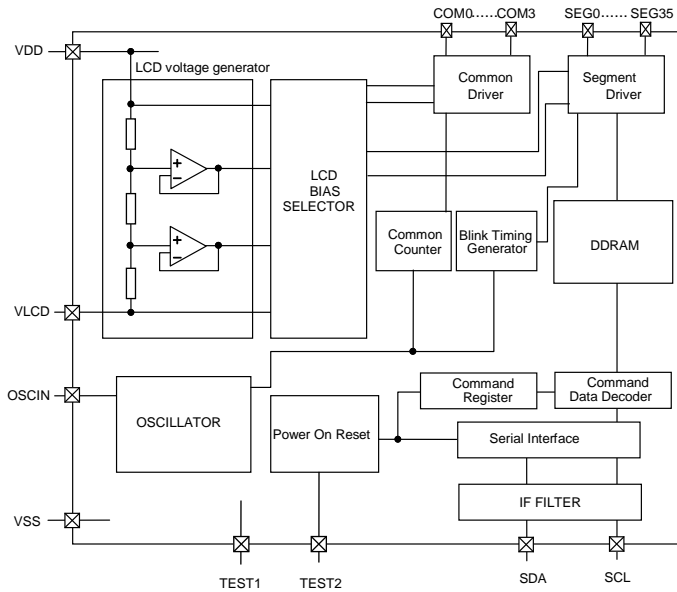 COM0……COM3 SEG0…… SEG35
VDD
LCD voltage generator
Common
Driver
Segment
Driver
+
−
LCD
BIAS
SELECTOR
+
−
Common
Counter
Blink Timing
Generator
DDRAM
VLCD
OSCIN
OSCILLATOR
Command
Register
Command
Data Decoder
Power On Reset
Serial Interface
IF FILTER
VSS
TEST1
TEST2
SDA
SCL